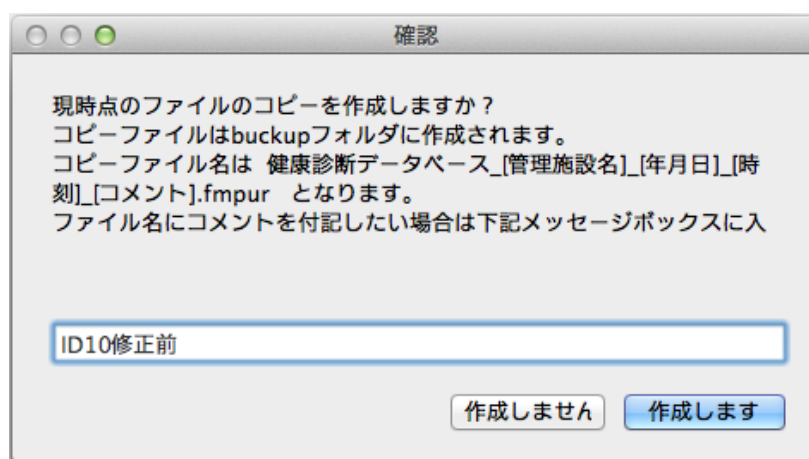 確認
現時点のファイルのコピーを作成しますか？
コピーファイルはbuckupフォルダに作成されます。
コピーファイル名は 健康診断データベース_[管理施設名]_[年月日]_[時
刻]_[コメント].fmpur となります。
ファイル名にコメントを付記したい場合は下記メッセージボックスに入
ID10修正前
作成しません 作成します